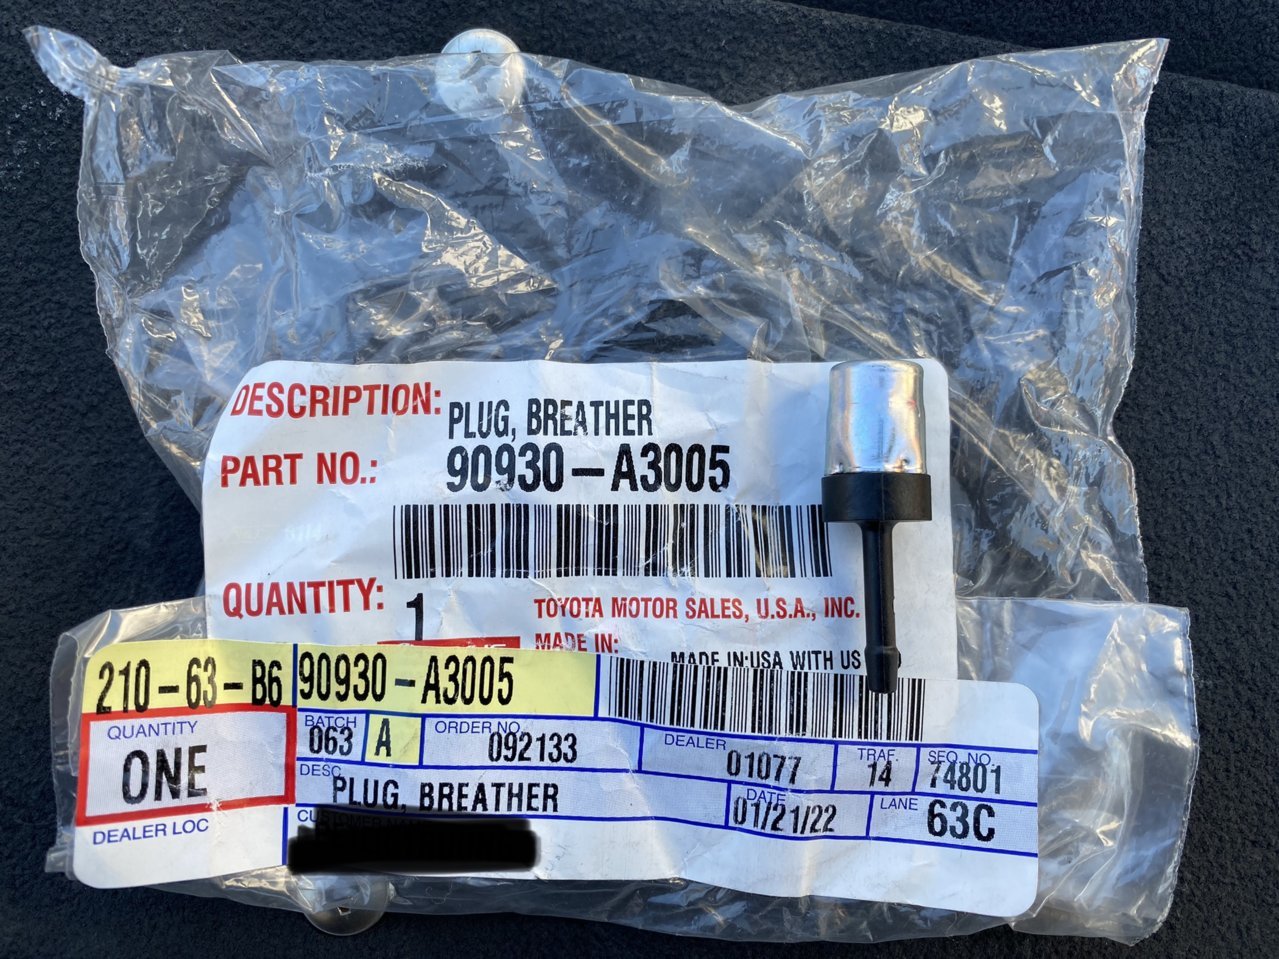 DESCRIPTION: PLUG, BREATHER
PART NO.: 90930-A3005
QUANTITY: 1
TOYOTA MOTOR SALES, U.S.A., INC.
MADE IN:
MADE IN USA WITH US
210-63-B6 90930-A3005
QUANTITY
ONE
BATCH
063 A
ORDER NO.
092133
DEALER
01077
TRAF.
14
SEQ. NO.
74801
DESC.
PLUG, BREATHER
DATE
01/21/22
LANE
63C
DEALER LOC